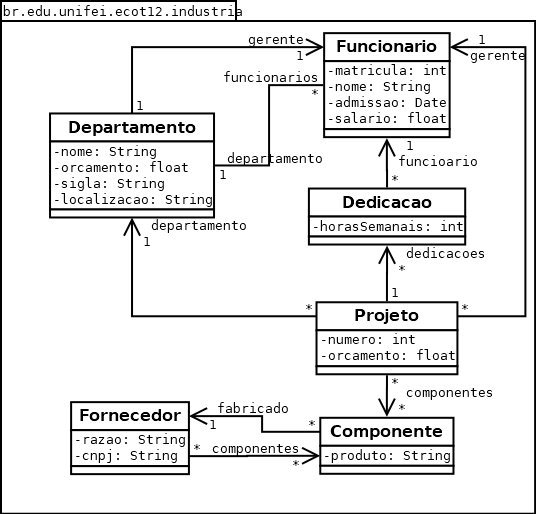 br.edu.unifei.ecot12.industria
gerente
1
1
Funcionario
-matricula: int
-nome: String
-admissao: Date
-salario: float
1
gerente
funcionarios
*
Departamento
-nome: String
-orcamento: float
-sigla: String
-localizacao: String
departamento
1
1
funcioario
*
Dedicacao
-horasSemanais: int
departamento
1
dedicacoes
*
1
*
*
Projeto
-numero: int
-orcamento: float
*
componentes
*
Fornecedor
-razao: String
-cnpj: String
fabricado
1
*
*
componentes
*
Componente
-produto: String